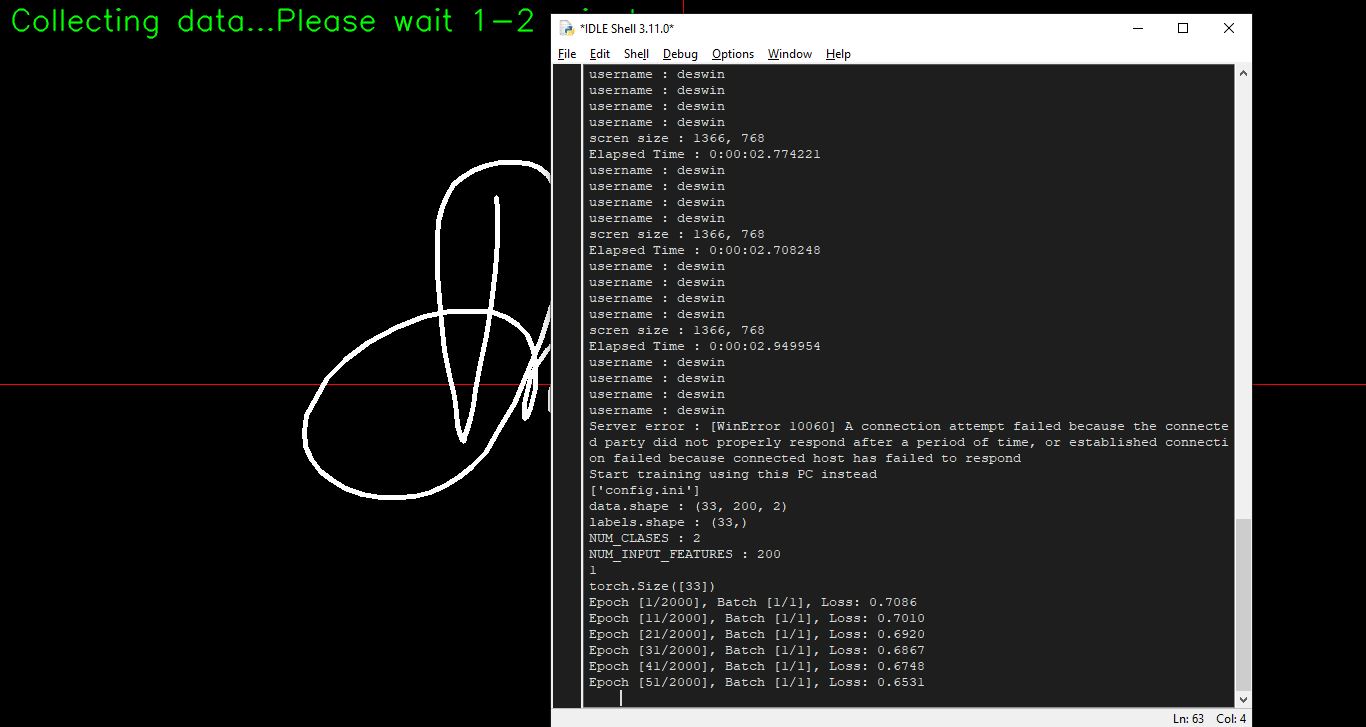 Collecting data...Please wait 1-2
*IDLE Shell 3.11.0*
File Edit Shell Debug Options Window Help
username : deswin
username : deswin
username : deswin
username : deswin
scren size : 1366, 768
Elapsed Time : 0:00:02.774221
username : deswin
username : deswin
username : deswin
username : deswin
scren size : 1366, 768
Elapsed Time : 0:00:02.708248
username : deswin
username : deswin
username : deswin
username : deswin
scren size : 1366, 768
Elapsed Time : 0:00:02.949954
username : deswin
username : deswin
username : deswin
username : deswin
Server error : [WinError 10060] A connection attempt failed because the connecte
d party did not properly respond after a period of time, or established connecti
on failed because connected host has failed to respond
Start training using this PC instead
['config.ini']
data.shape : (33, 200, 2)
labels.shape : (33,)
NUM_CLASES : 2
NUM_INPUT_FEATURES : 200
1
torch.Size([33])
Epoch [1/2000], Batch [1/1], Loss: 0.7086
Epoch [11/2000], Batch [1/1], Loss: 0.7010
Epoch [21/2000], Batch [1/1], Loss: 0.6920
Epoch [31/2000], Batch [1/1], Loss: 0.6867
Epoch [41/2000], Batch [1/1], Loss: 0.6748
Epoch [51/2000], Batch [1/1], Loss: 0.6531
Ln: 63 Col: 4